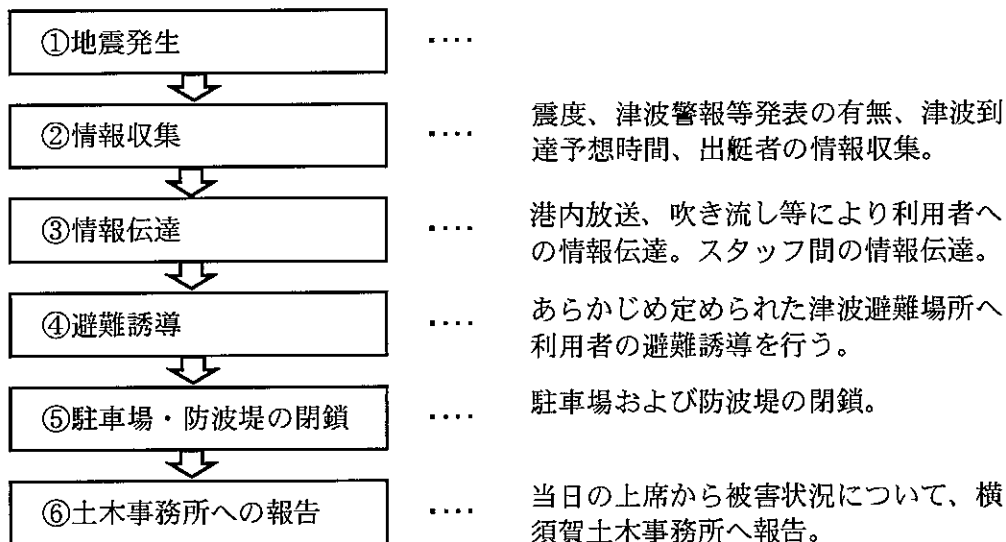 ①地震発生 ‥‥
②情報収集 ‥‥ 震度、津波警報等発表の有無、津波到
達予想時間、出艇者の情報収集。
③情報伝達 ‥‥ 港内放送、吹き流し等により利用者へ
の情報伝達。スタッフ間の情報伝達。
④避難誘導 ‥‥ あらかじめ定められた津波避難場所へ
利用者の避難誘導を行う。
⑤駐車場・防波堤の閉鎖 ‥‥ 駐車場および防波堤の閉鎖。
⑥土木事務所への報告 ‥‥ 当日の上席から被害状況について、横
須賀土木事務所へ報告。